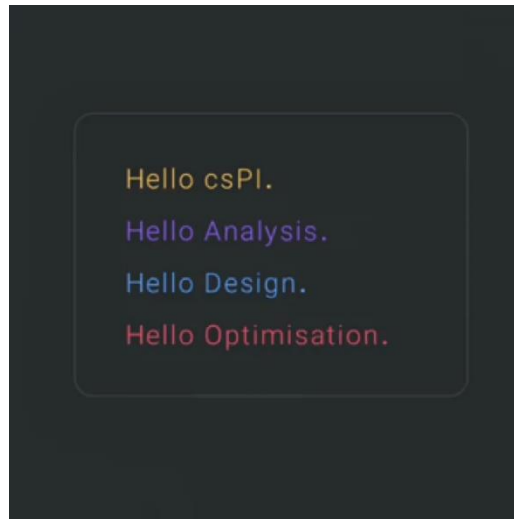 Hello csPI.
Hello Analysis.
Hello Design.
Hello Optimisation.